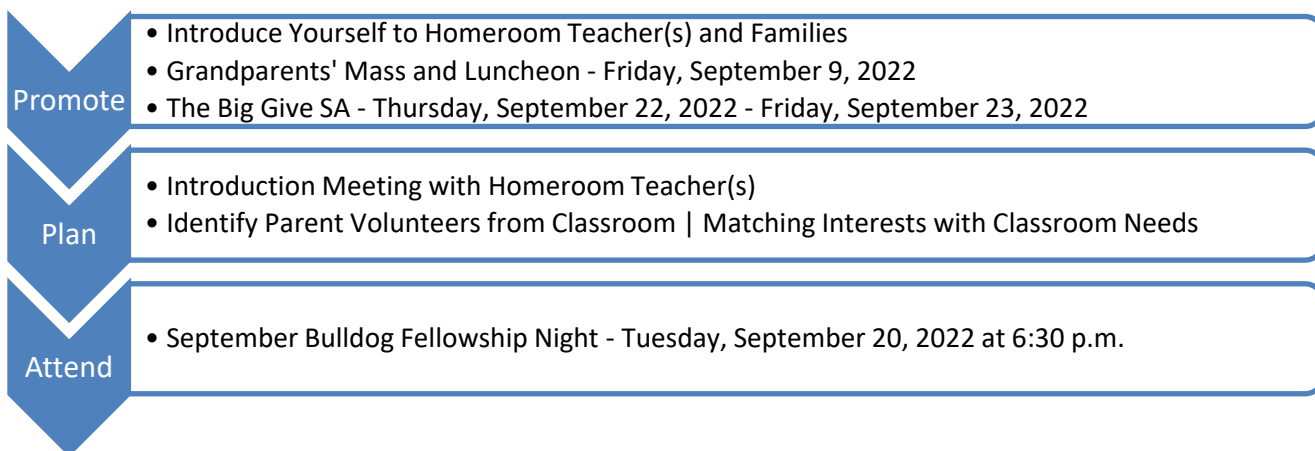 Promote
• Introduce Yourself to Homeroom Teacher(s) and Families
• Grandparents' Mass and Luncheon - Friday, September 9, 2022
• The Big Give SA - Thursday, September 22, 2022 - Friday, September 23, 2022
Plan
• Introduction Meeting with Homeroom Teacher(s)
• Identify Parent Volunteers from Classroom | Matching Interests with Classroom Needs
Attend
• September Bulldog Fellowship Night - Tuesday, September 20, 2022 at 6:30 p.m.